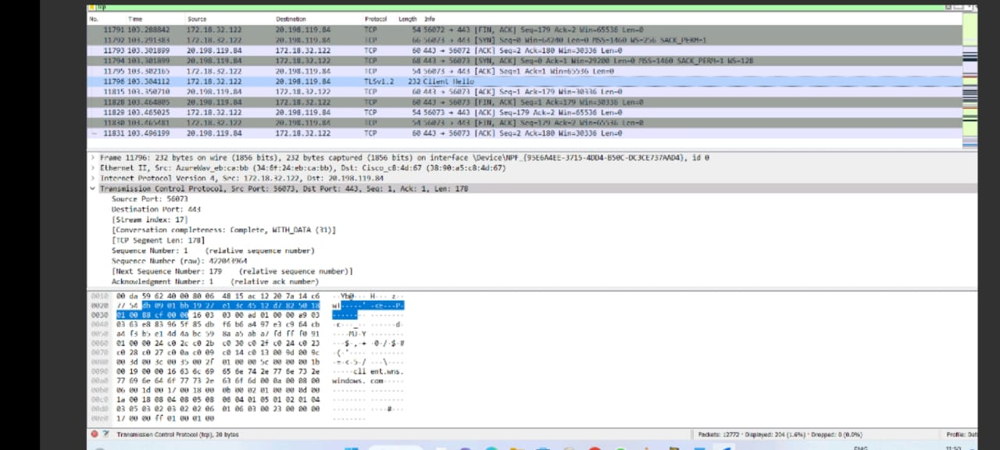 tcp
No. Time Source Destination Protocol Length Info
11791 103.288842 172.18.32.122 20.198.119.84 TCP 54 56072 → 443 [FIN, ACK] Seq=179 Ack=2 Win=65536 Len=0
11792 103.291383 172.18.32.122 20.198.119.84 TCP 66 56073 → 443 [SYN] Seq=0 Win=64240 Len=0 MSS=1460 WS=256 SACK_PERM=1
11793 103.301899 20.198.119.84 172.18.32.122 TCP 60 443 → 56072 [ACK] Seq=2 Ack=180 Win=30336 Len=0
11794 103.301899 20.198.119.84 172.18.32.122 TCP 68 443 → 56073 [SYN, ACK] Seq=0 Ack=1 Win=29200 Len=0 MSS=1460 SACK_PERM=1 WS=128
11795 103.302165 172.18.32.122 20.198.119.84 TCP 54 56073 → 443 [ACK] Seq=1 Ack=1 Win=65536 Len=0
11796 103.304112 172.18.32.122 20.198.119.84 TLSv1.2 232 Client Hello
11815 103.350710 20.198.119.84 172.18.32.122 TCP 60 443 → 56073 [ACK] Seq=1 Ack=179 Win=30336 Len=0
11828 103.464805 20.198.119.84 172.18.32.122 TCP 60 443 → 56073 [FIN, ACK] Seq=1 Ack=179 Win=30336 Len=0
11829 103.465025 172.18.32.122 20.198.119.84 TCP 54 56073 → 443 [ACK] Seq=179 Ack=2 Win=65536 Len=0
11830 103.465481 172.18.32.122 20.198.119.84 TCP 54 56073 → 443 [FIN, ACK] Seq=179 Ack=2 Win=65536 Len=0
11831 103.496199 20.198.119.84 172.18.32.122 TCP 60 443 → 56073 [ACK] Seq=2 Ack=180 Win=30336 Len=0
Frame 11796: 232 bytes on wire (1856 bits), 232 bytes captured (1856 bits) on interface \Device\NPF_{95E6A4EE-3715-4DD4-B50C-DC3CE737AAD4}, id 0
Ethernet II, Src: AzureWav_eb:ca:bb (34:6f:24:eb:ca:bb), Dst: Cisco_c8:4d:67 (38:90:a5:c8:4d:67)
Internet Protocol Version 4, Src: 172.18.32.122, Dst: 20.198.119.84
Transmission Control Protocol, Src Port: 56073, Dst Port: 443, Seq: 1, Ack: 1, Len: 178
Source Port: 56073
Destination Port: 443
[Stream index: 17]
[Conversation completeness: Complete, WITH_DATA (31)]
[TCP Segment Len: 178]
Sequence Number: 1 (relative sequence number)
Sequence Number (raw): 422043964
[Next Sequence Number: 179 (relative sequence number)]
Acknowledgment Number: 1 (relative ack number)
0010 00 da 59 62 40 00 80 06 48 15 ac 12 20 7a 14 c6 ··Yb@··· H··· z··
0020 77 54 db 09 01 bb 19 27 e1 3c 45 12 d7 82 50 18
0030 01 00 88 cf 00 00 16 03 03 00 ad 01 00 00 a9 03
0040 03 63 e8 83 96 5f 85 db f6 b6 a4 97 e3 c9 64 cb
0050 a4 f3 b5 e1 4d 4a bc 59 8a a5 ab a7 fd ff f0 91
0060 01 00 00 24 c0 2c c0 2b c0 30 c0 2f c0 24 c0 23
0070 c0 28 c0 27 c0 0a c0 09 c0 14 c0 13 00 9d 00 9c
0080 00 3d 00 3c 00 35 00 2f 01 00 00 5c 00 00 00 1b
0090 00 19 00 00 16 63 6c 69 65 6e 74 2e 77 6e 73 2e ·····cli ent.wns.
00a0 77 69 6e 64 6f 77 73 2e 63 6f 6d 00 0a 00 08 00 windows. com·····
00b0 06 00 1d 00 17 00 18 00 0b 00 02 01 00 00 0d 00
00c0 1a 00 18 08 04 08 05 08 06 04 01 05 01 02 01 04
00d0 03 05 03 02 03 02 02 06 01 06 03 00 23 00 00 00
00e0 17 00 00 ff 01 00 01 00
Transmission Control Protocol (tcp), 20 bytes Packets: 12772 · Displayed: 204 (1.6%) · Dropped: 0 (0.0%) Profile:
ENG 11:50